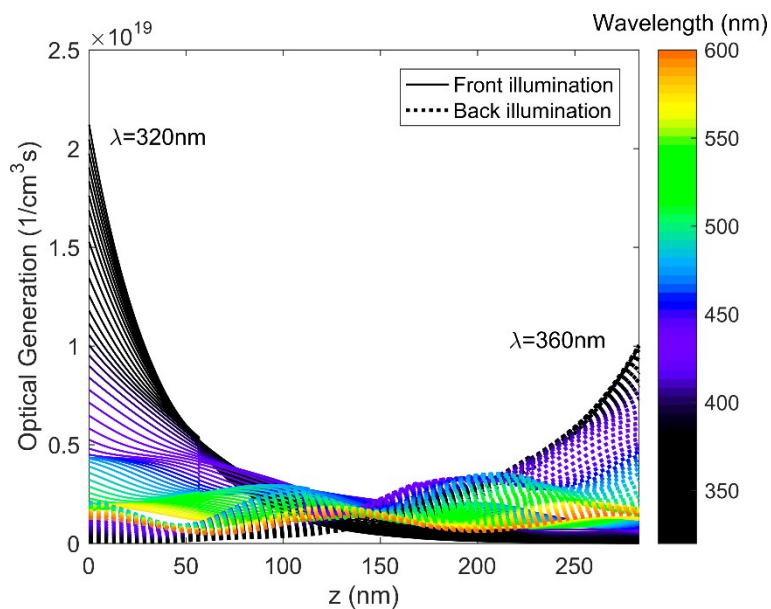 Wavelength (nm)
×10^19
Front illumination
Back illumination
λ=320nm
λ=360nm
Optical Generation (1/cm^3s)
2.5
2
1.5
1
0.5
0
0 50 100 150 200 250
z (nm)
600
550
500
450
400
350